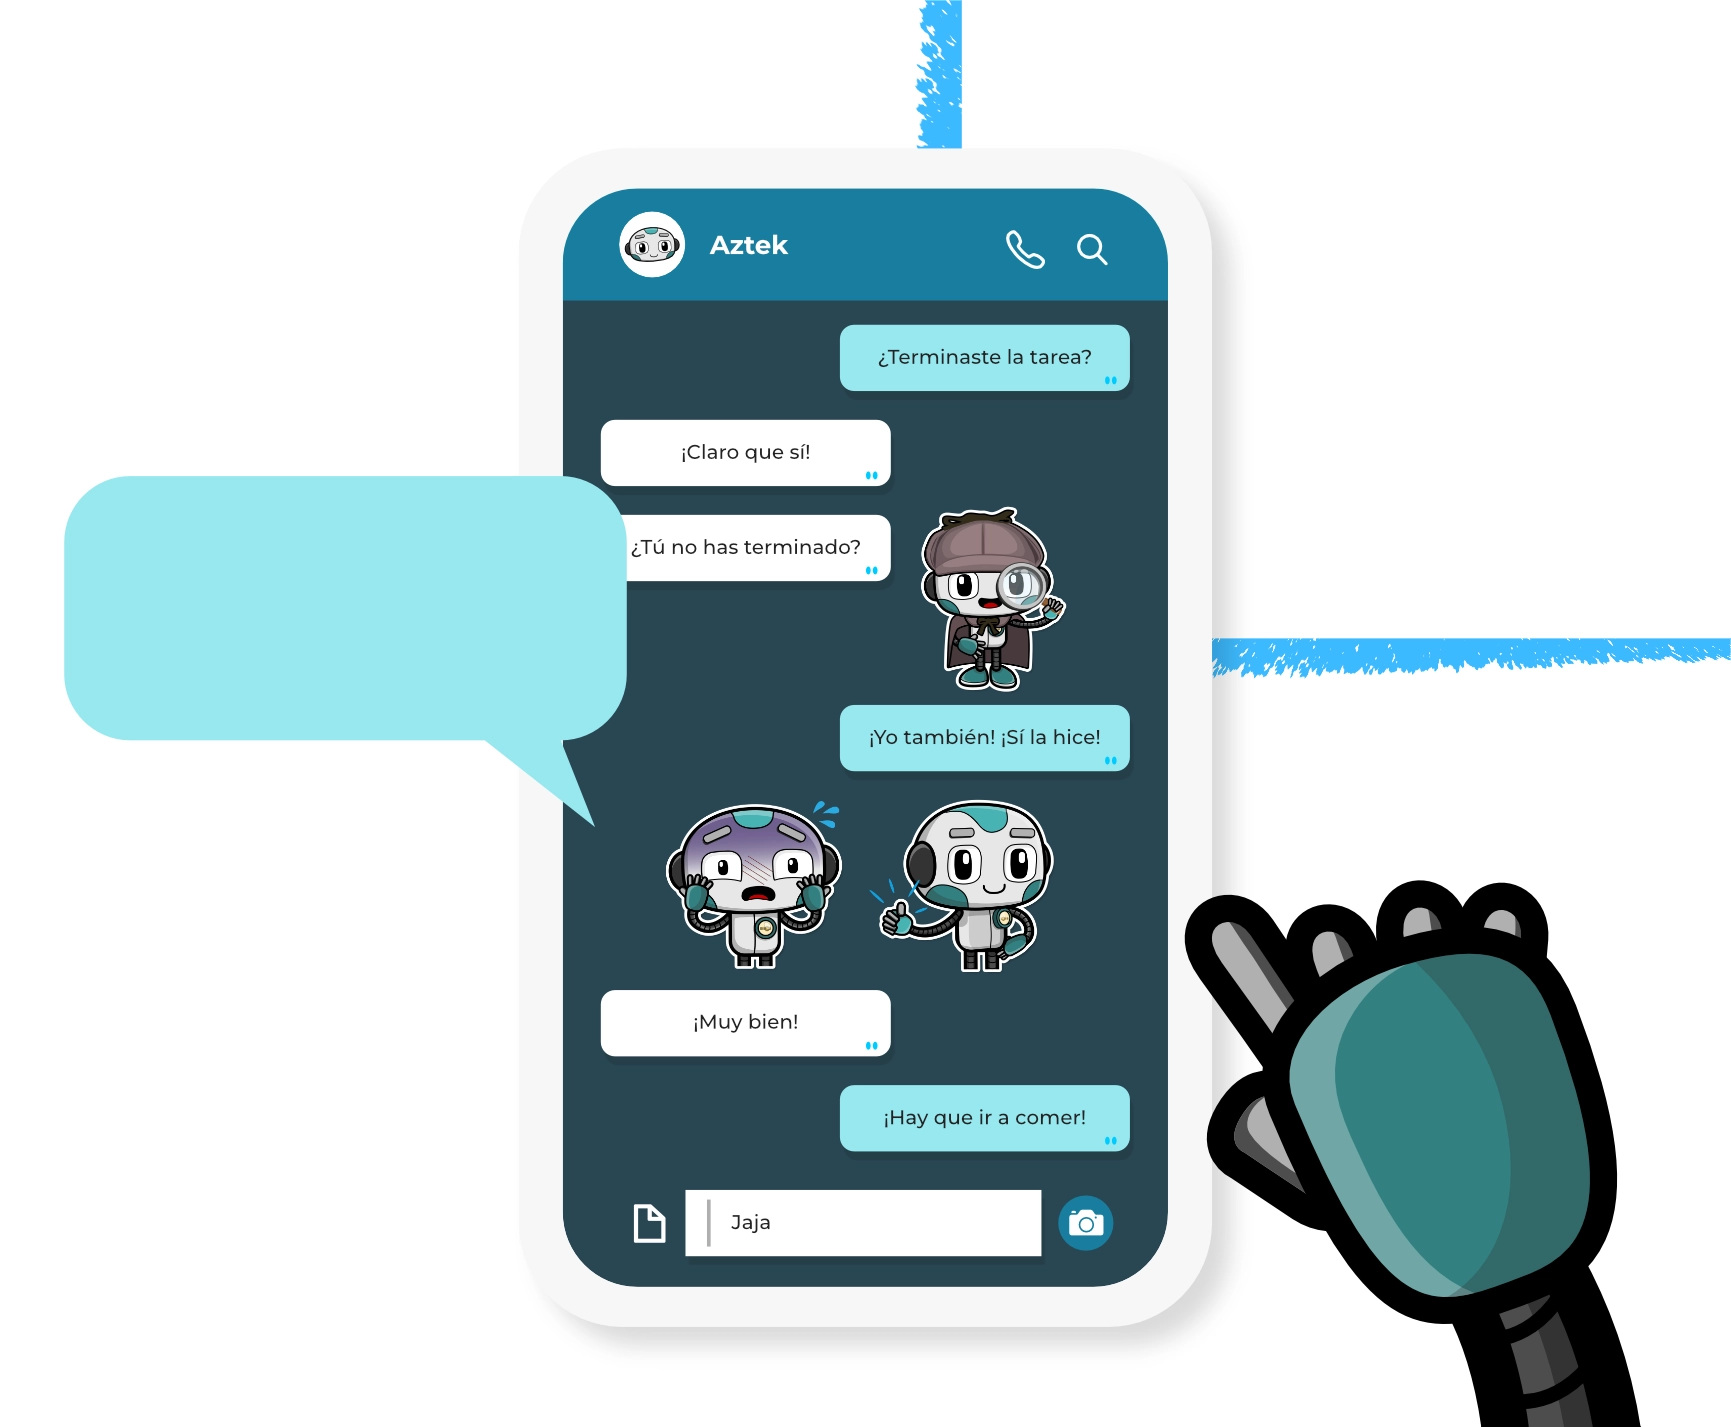 Aztek
¿Terminaste la tarea?
¡Claro que sí!
¿Tú no has terminado?
¡Yo también! ¡Sí la hice!
¡Muy bien!
¡Hay que ir a comer!
Jaja